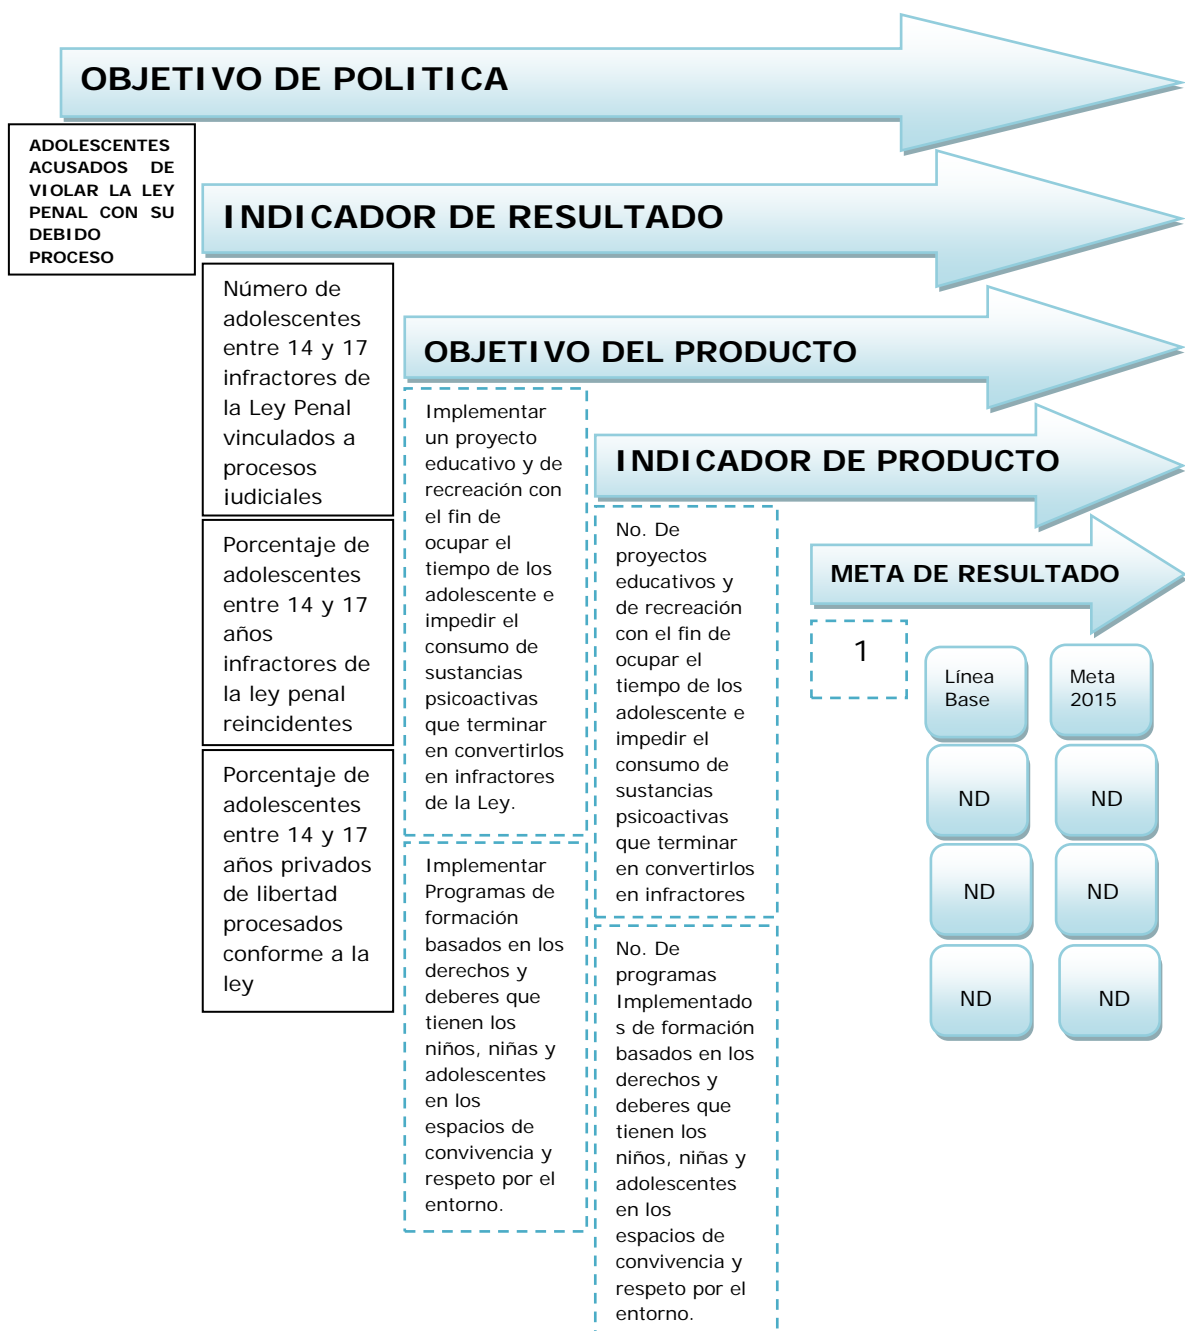 OBJETIVO DE POLITICA
ADOLESCENTES
ACUSADOS DE
VIOLAR LA LEY
PENAL CON SU
DEBIDO
PROCESO
INDICADOR DE RESULTADO
Número de
adolescentes
entre 14 y 17
infractores de
la Ley Penal
vinculados a
procesos
judiciales
Porcentaje de
adolescentes
entre 14 y 17
años
infractores de
la ley penal
reincidentes
Porcentaje de
adolescentes
entre 14 y 17
años privados
de libertad
procesados
conforme a la
ley
OBJETIVO DEL PRODUCTO
Implementar
un proyecto
educativo y de
recreación con
el fin de
ocupar el
tiempo de los
adolescente e
impedir el
consumo de
sustancias
psicoactivas
que terminar
en convertirlos
en infractores
de la Ley.
Implementar
Programas de
formación
basados en los
derechos y
deberes que
tienen los
niños, niñas y
adolescentes
en los
espacios de
convivencia y
respeto por el
entorno.
INDICADOR DE PRODUCTO
No. De
proyectos
educativos y
de recreación
con el fin de
ocupar el
tiempo de los
adolescente e
impedir el
consumo de
sustancias
psicoactivas
que terminar
en convertirlos
en infractores
No. De
programas
Implementado
s de formación
basados en los
derechos y
deberes que
tienen los
niños, niñas y
adolescentes
en los
espacios de
convivencia y
respeto por el
entorno.
META DE RESULTADO
1
Línea
Base
Meta
2015
ND
ND
ND
ND
ND
ND